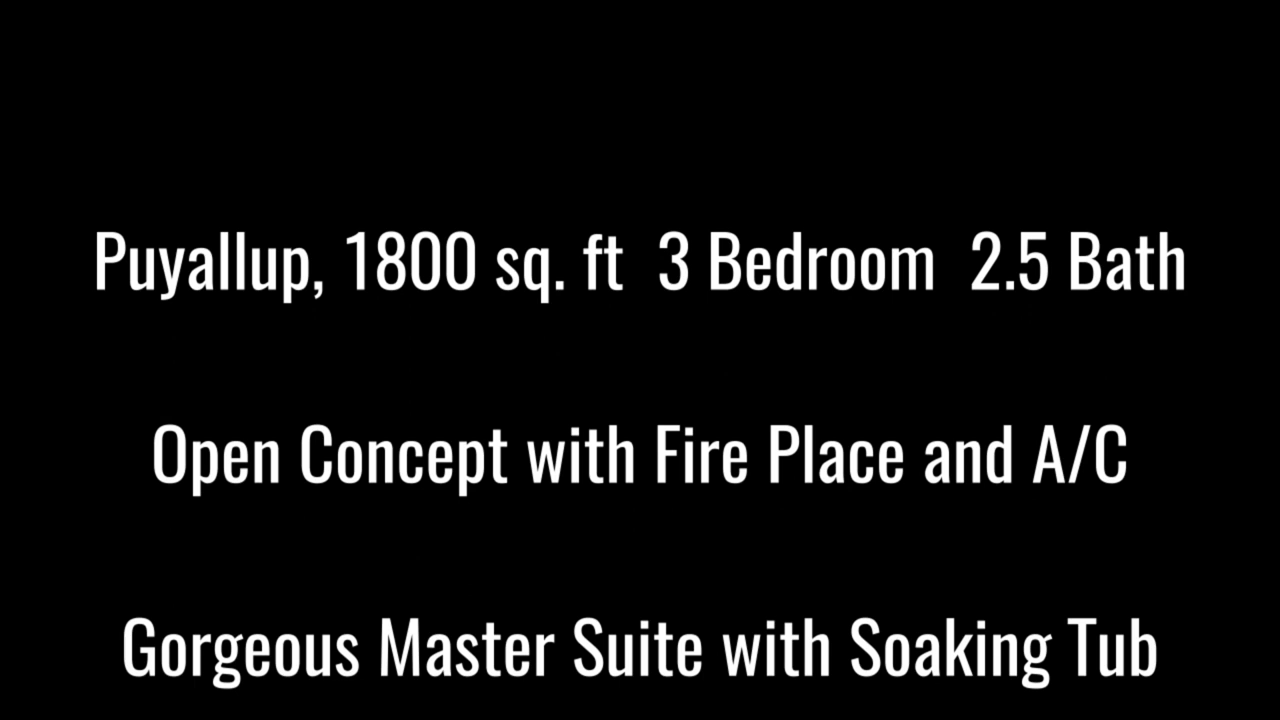 Puyallup, 1800 sq. ft  3 Bedroom  2.5 Bath
Open Concept with Fire Place and A/C
Gorgeous Master Suite with Soaking Tub